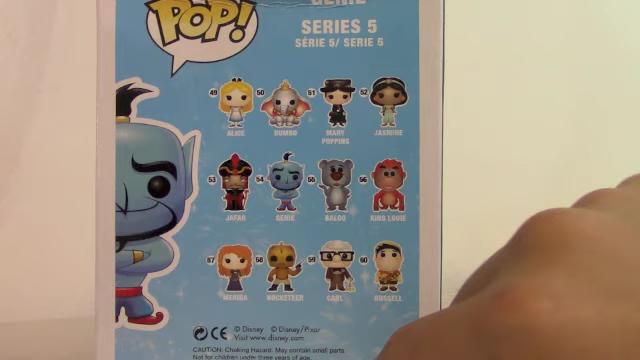 GENIE
POP!
SERIES 5
SÉRIE 5/ SERIE 5
49 50 51 52
ALICE DUMBO MARY POPPINS JASMINE
53 54 55 56
JAFAR GENIE BALOO KING LOUIE
57 58 59 60
MERIDA ROCKETEER CARL RUSSELL
CE © Disney © Disney/Pixar
Visit www.disney.com
CAUTION: Choking Hazard. May contain small parts.
Not for children under three years of age.